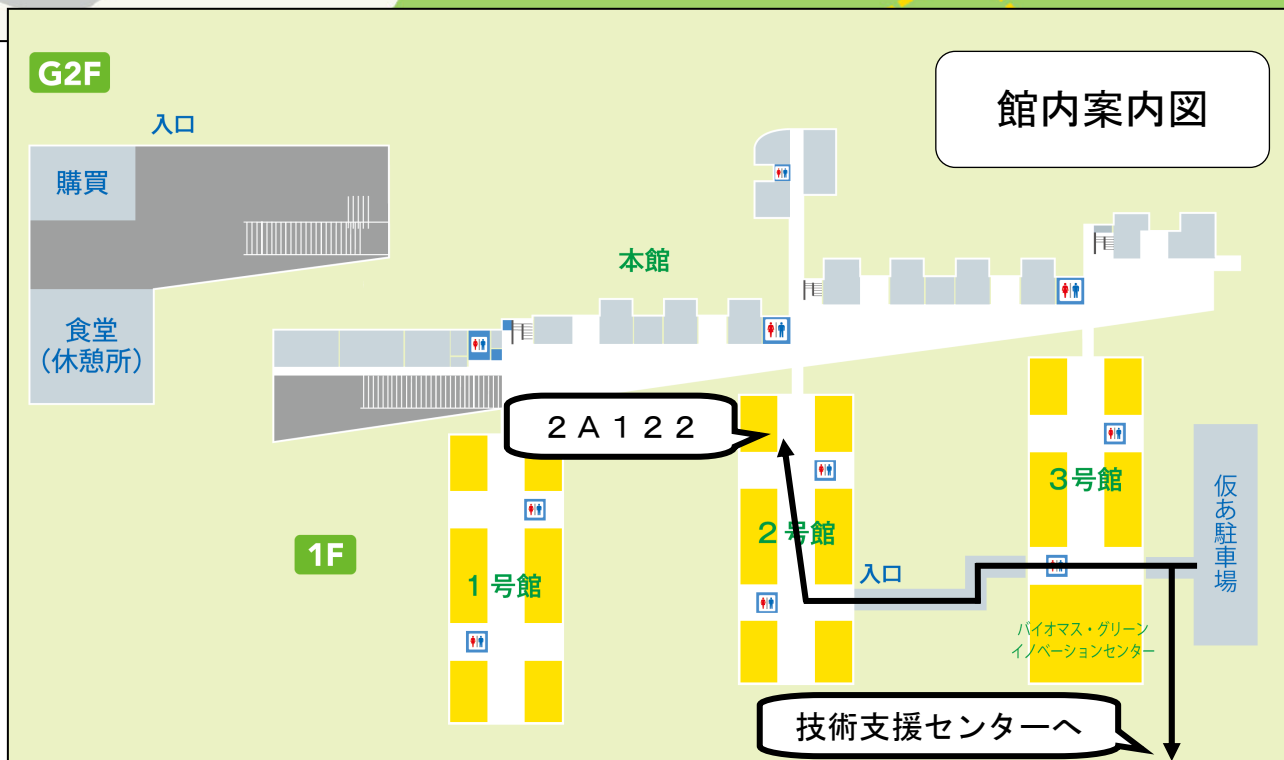 G2F
館内案内図
入口
購買
本館
食堂
(休憩所)
２Ａ１２２
3号館
仮あ駐車場
2号館
1F
入口
1号館
バイオマス・グリーン
イノベーションセンター
技術支援センターへ